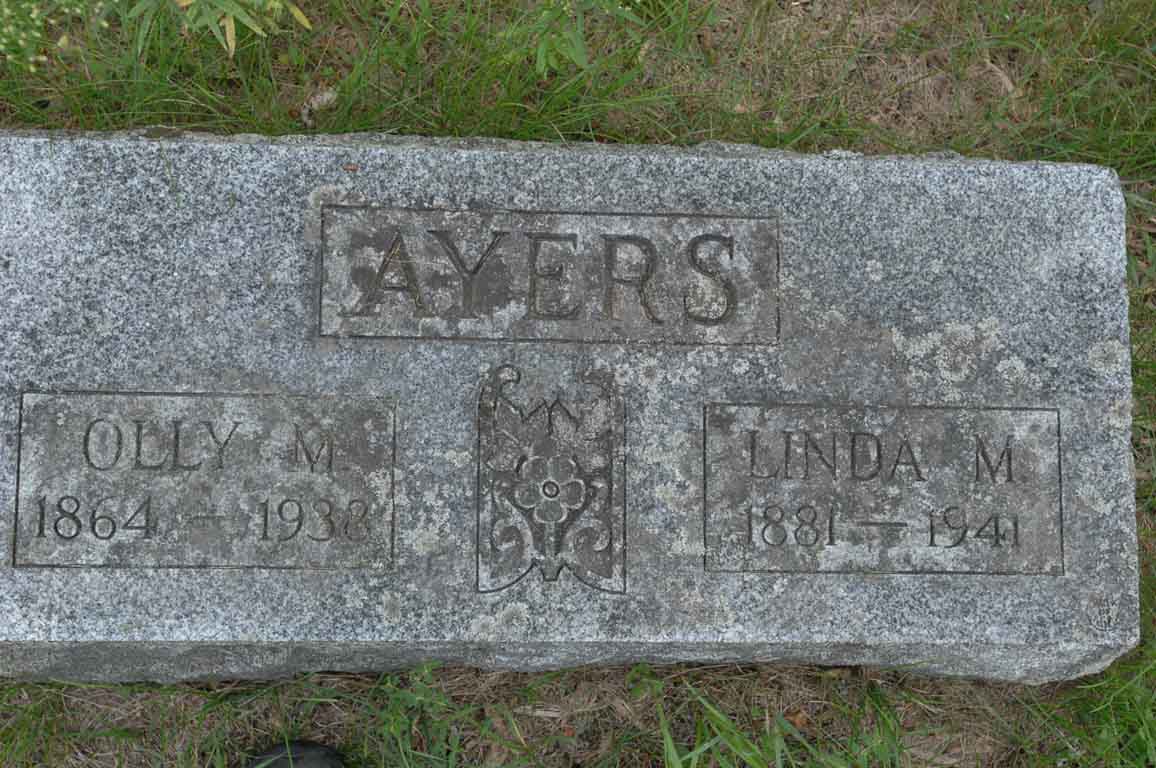 AYERS
OLLY M
1864 – 1938
LINDA M.
1881 – 1941